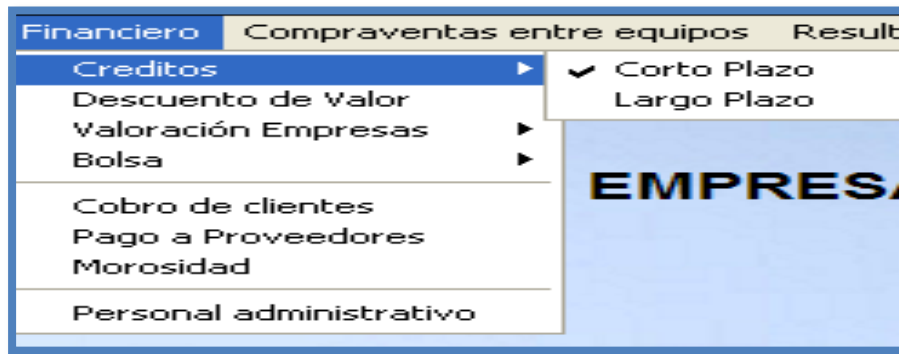 Financiero Compraventas entre equipos
Creditos
Corto Plazo
Descuento de Valor
Largo Plazo
Valoración Empresas
Bolsa
Cobro de clientes
Pago a Proveedores
Morosidad
Personal administrativo